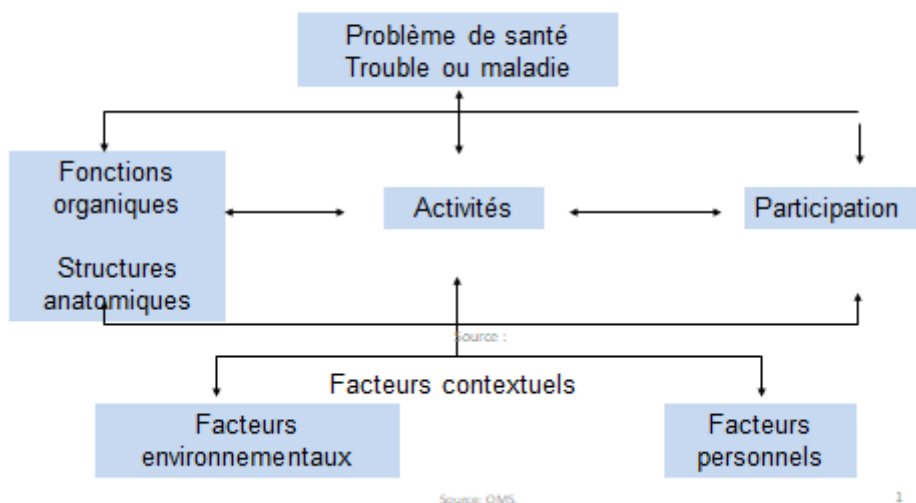 Problème de santé
Trouble ou maladie
Fonctions
organiques
Structures
anatomiques
Activités
Participation
Source :
Facteurs contextuels
Facteurs
environnementaux
Facteurs
personnels
Source: OMS.
1